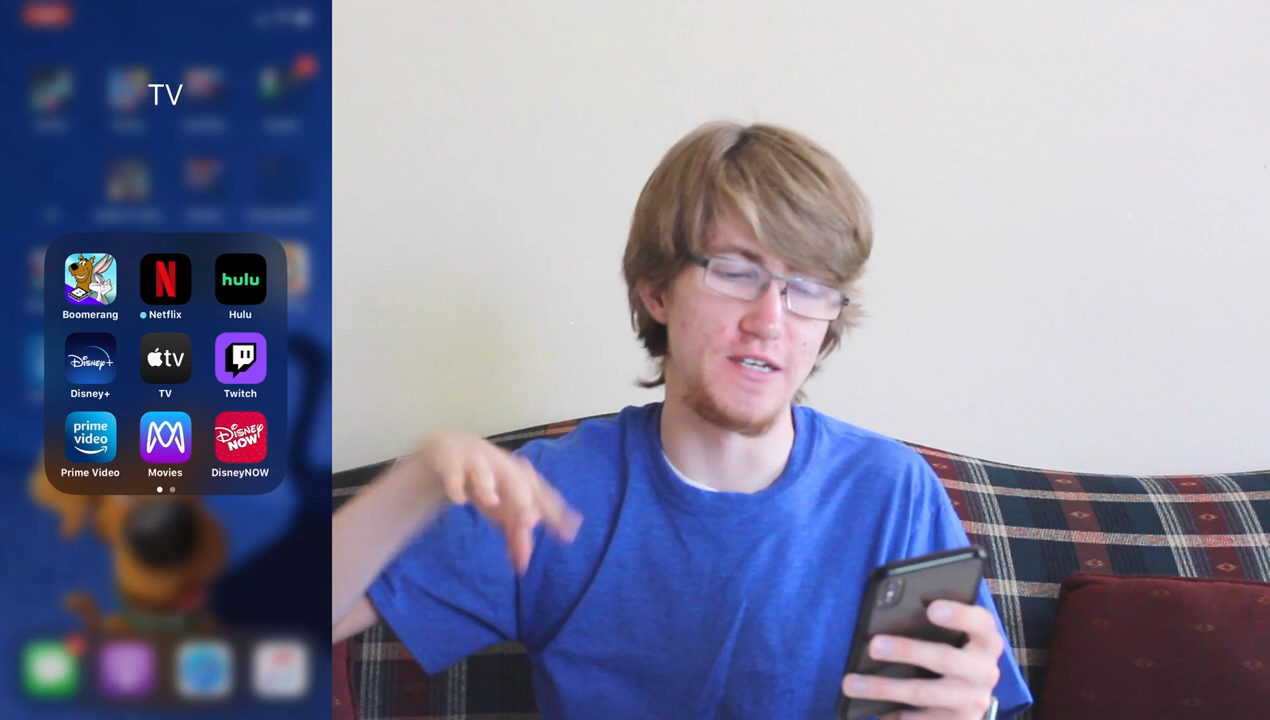 TV
Boomerang
Netflix
Hulu
Disney+
TV
Twitch
Prime Video
Movies
DisneyNOW
N
hulu
Disney+
tv
prime
video
Disney
NOW